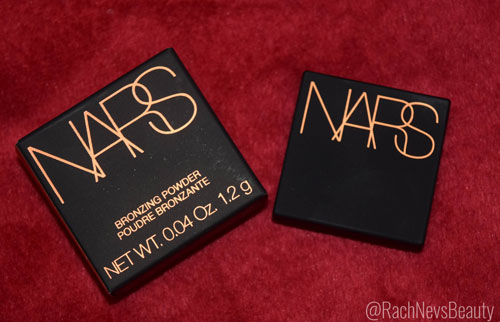 NARS
BRONZING POWDER
POUDRE BRONZANTE
NET WT. 0.04 Oz 1.2 g
NARS
@RachNevsBeauty